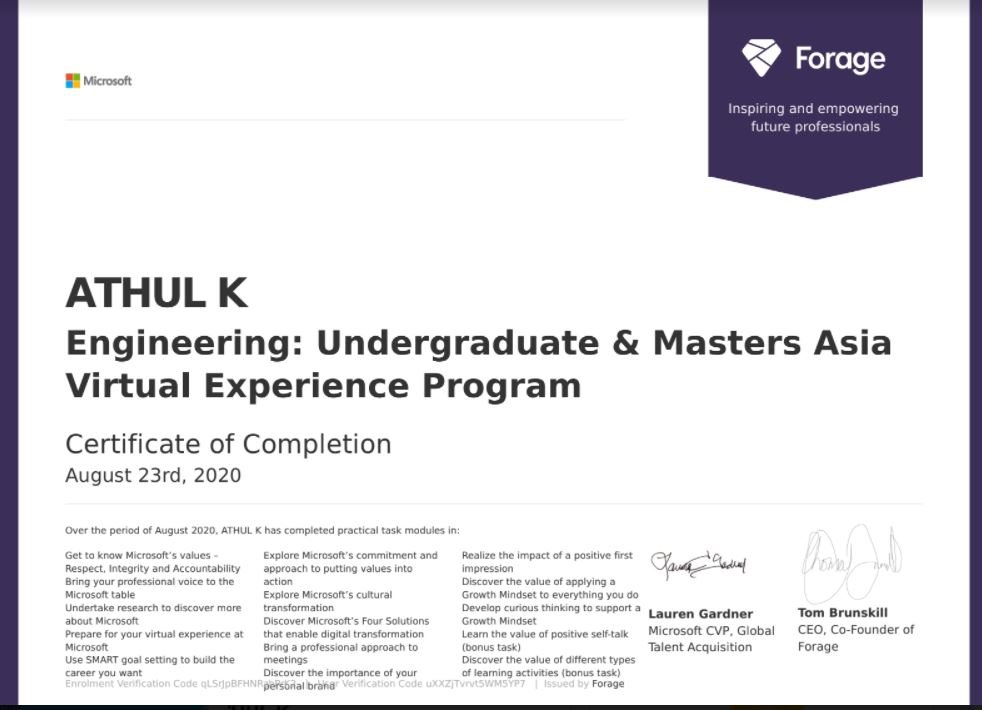 Microsoft
Forage
Inspiring and empowering
future professionals
ATHUL K
Engineering: Undergraduate & Masters Asia
Virtual Experience Program
Certificate of Completion
August 23rd, 2020
Over the period of August 2020, ATHUL K has completed practical task modules in:
Get to know Microsoft's values –
Respect, Integrity and Accountability
Bring your professional voice to the
Microsoft table
Undertake research to discover more
about Microsoft
Prepare for your virtual experience at
Microsoft
Use SMART goal setting to build the
career you want
Explore Microsoft's commitment and
approach to putting values into
action
Explore Microsoft's cultural
transformation
Discover Microsoft's Four Solutions
that enable digital transformation
Bring a professional approach to
meetings
Discover the importance of your
personal brand
Realize the impact of a positive first
impression
Discover the value of applying a
Growth Mindset to everything you do
Develop curious thinking to support a
Growth Mindset
Learn the value of positive self-talk
(bonus task)
Discover the value of different types
of learning activities (bonus task)
Lauren Gardner
Microsoft CVP, Global
Talent Acquisition
Tom Brunskill
CEO, Co-Founder of
Forage
Enrolment Verification Code | User Verification Code uXXZjTvrvt5WM5YP7 | Issued by Forage